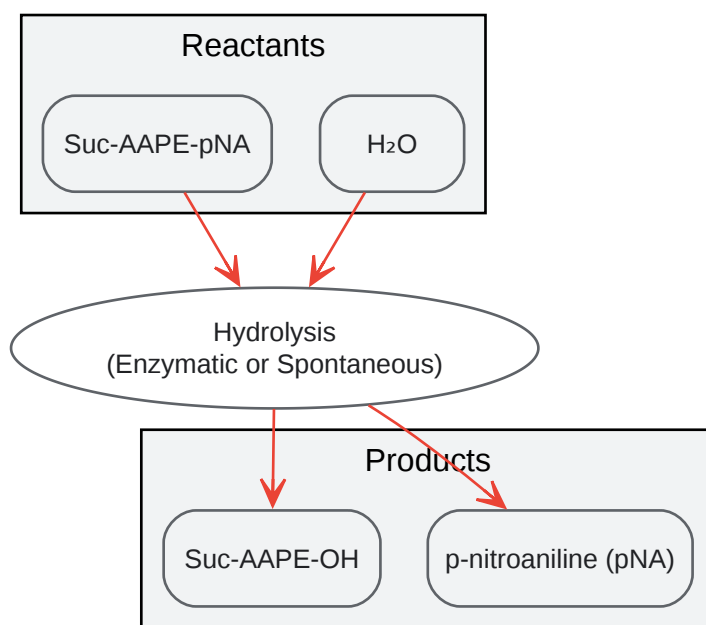 Reactants
Suc-AAPE-pNA
H₂O
Hydrolysis
(Enzymatic or Spontaneous)
Products
Suc-AAPE-OH
p-nitroaniline (pNA)